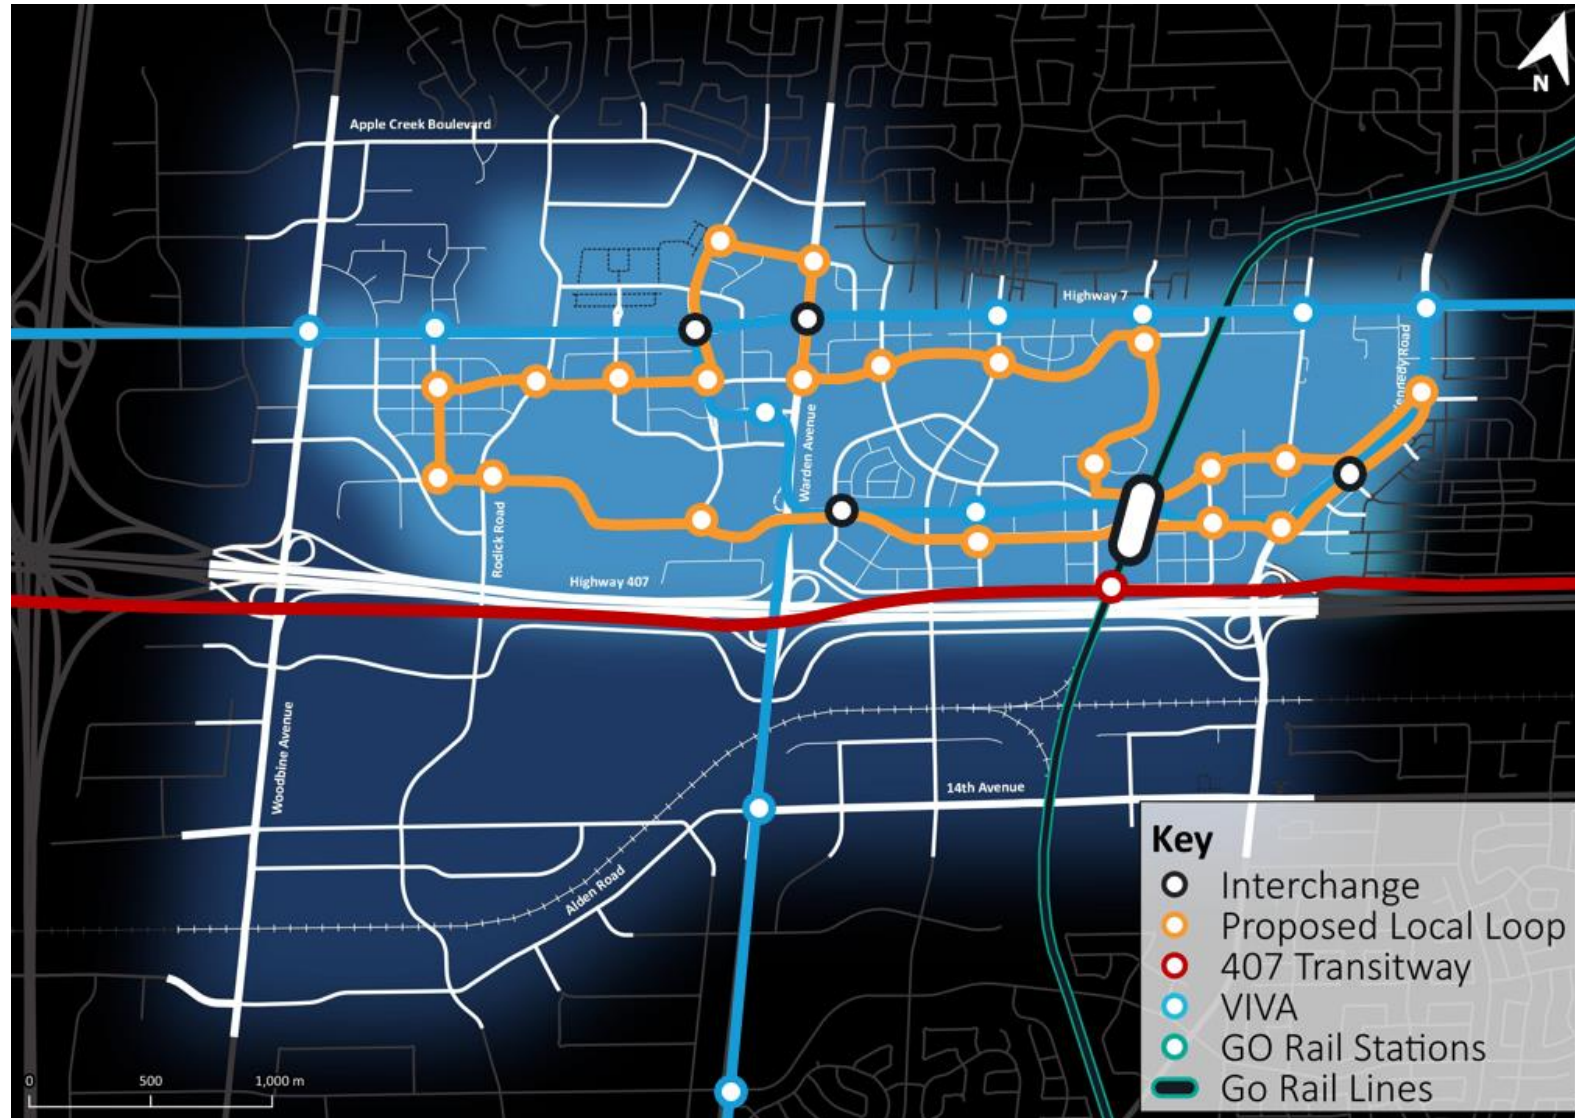 N
Apple Creek Boulevard
Highway 7
Kennedy Road
Warden Avenue
Rodick Road
Highway 407
Woodbine Avenue
14th Avenue
Alden Road
Key
Interchange
Proposed Local Loop
407 Transitway
VIVA
GO Rail Stations
Go Rail Lines
0 500 1,000 m